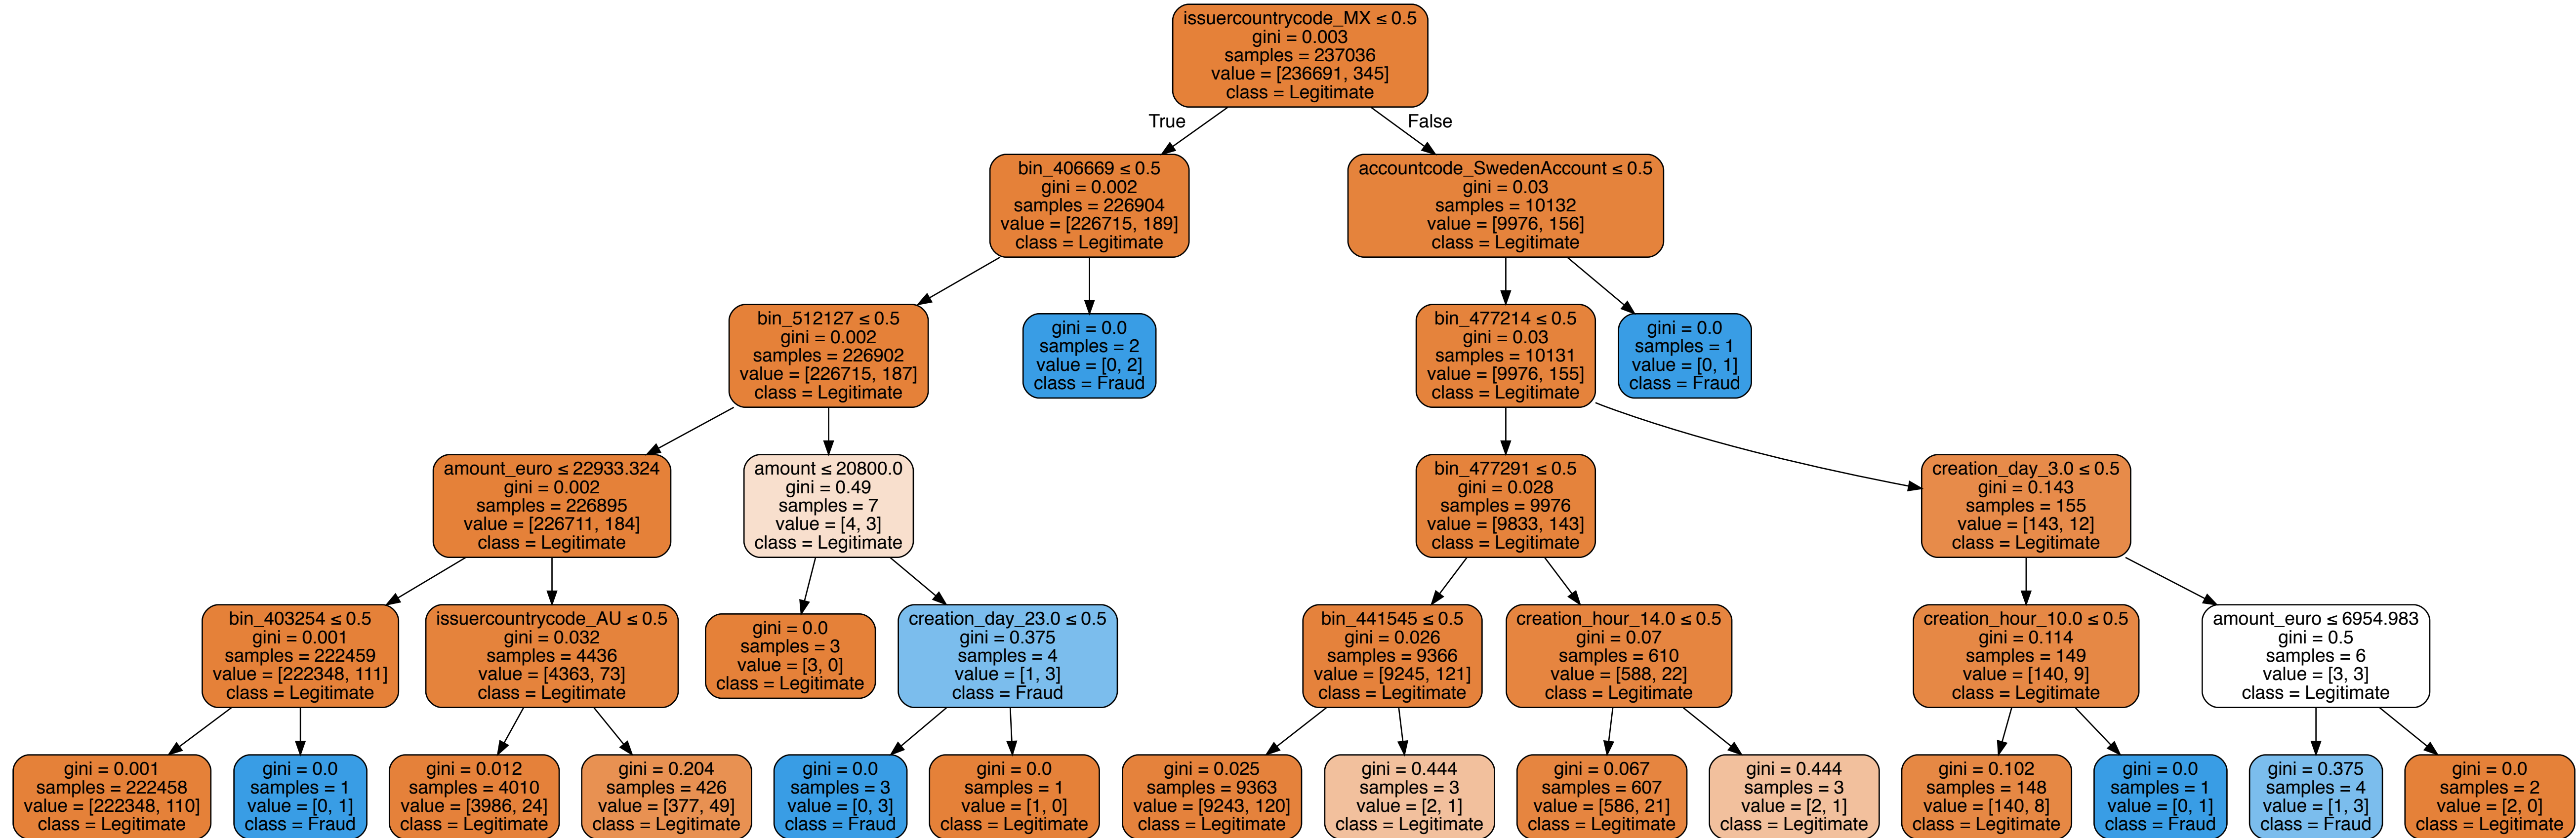 issuercountrycode_MX ≤ 0.5
gini = 0.003
samples = 237036
value = [236691, 345]
class = Legitimate
True
False
bin_406669 ≤ 0.5
gini = 0.002
samples = 226904
value = [226715, 189]
class = Legitimate
accountcode_SwedenAccount ≤ 0.5
gini = 0.03
samples = 10132
value = [9976, 156]
class = Legitimate
bin_512127 ≤ 0.5
gini = 0.002
samples = 226902
value = [226715, 187]
class = Legitimate
gini = 0.0
samples = 2
value = [0, 2]
class = Fraud
bin_477214 ≤ 0.5
gini = 0.03
samples = 10131
value = [9976, 155]
class = Legitimate
gini = 0.0
samples = 1
value = [0, 1]
class = Fraud
amount_euro ≤ 22933.324
gini = 0.002
samples = 226895
value = [226711, 184]
class = Legitimate
amount ≤ 20800.0
gini = 0.49
samples = 7
value = [4, 3]
class = Legitimate
bin_477291 ≤ 0.5
gini = 0.028
samples = 9976
value = [9833, 143]
class = Legitimate
creation_day_3.0 ≤ 0.5
gini = 0.143
samples = 155
value = [143, 12]
class = Legitimate
bin_403254 ≤ 0.5
gini = 0.001
samples = 222459
value = [222348, 111]
class = Legitimate
issuercountrycode_AU ≤ 0.5
gini = 0.032
samples = 4436
value = [4363, 73]
class = Legitimate
gini = 0.0
samples = 3
value = [3, 0]
class = Legitimate
creation_day_23.0 ≤ 0.5
gini = 0.375
samples = 4
value = [1, 3]
class = Fraud
bin_441545 ≤ 0.5
gini = 0.026
samples = 9366
value = [9245, 121]
class = Legitimate
creation_hour_14.0 ≤ 0.5
gini = 0.07
samples = 610
value = [588, 22]
class = Legitimate
creation_hour_10.0 ≤ 0.5
gini = 0.114
samples = 149
value = [140, 9]
class = Legitimate
amount_euro ≤ 6954.983
gini = 0.5
samples = 6
value = [3, 3]
class = Legitimate
gini = 0.001
samples = 222458
value = [222348, 110]
class = Legitimate
gini = 0.0
samples = 1
value = [0, 1]
class = Fraud
gini = 0.012
samples = 4010
value = [3986, 24]
class = Legitimate
gini = 0.204
samples = 426
value = [377, 49]
class = Legitimate
gini = 0.0
samples = 3
value = [0, 3]
class = Fraud
gini = 0.0
samples = 1
value = [1, 0]
class = Legitimate
gini = 0.025
samples = 9363
value = [9243, 120]
class = Legitimate
gini = 0.444
samples = 3
value = [2, 1]
class = Legitimate
gini = 0.067
samples = 607
value = [586, 21]
class = Legitimate
gini = 0.444
samples = 3
value = [2, 1]
class = Legitimate
gini = 0.102
samples = 148
value = [140, 8]
class = Legitimate
gini = 0.0
samples = 1
value = [0, 1]
class = Fraud
gini = 0.375
samples = 4
value = [1, 3]
class = Fraud
gini = 0.0
samples = 2
value = [2, 0]
class = Legitimate